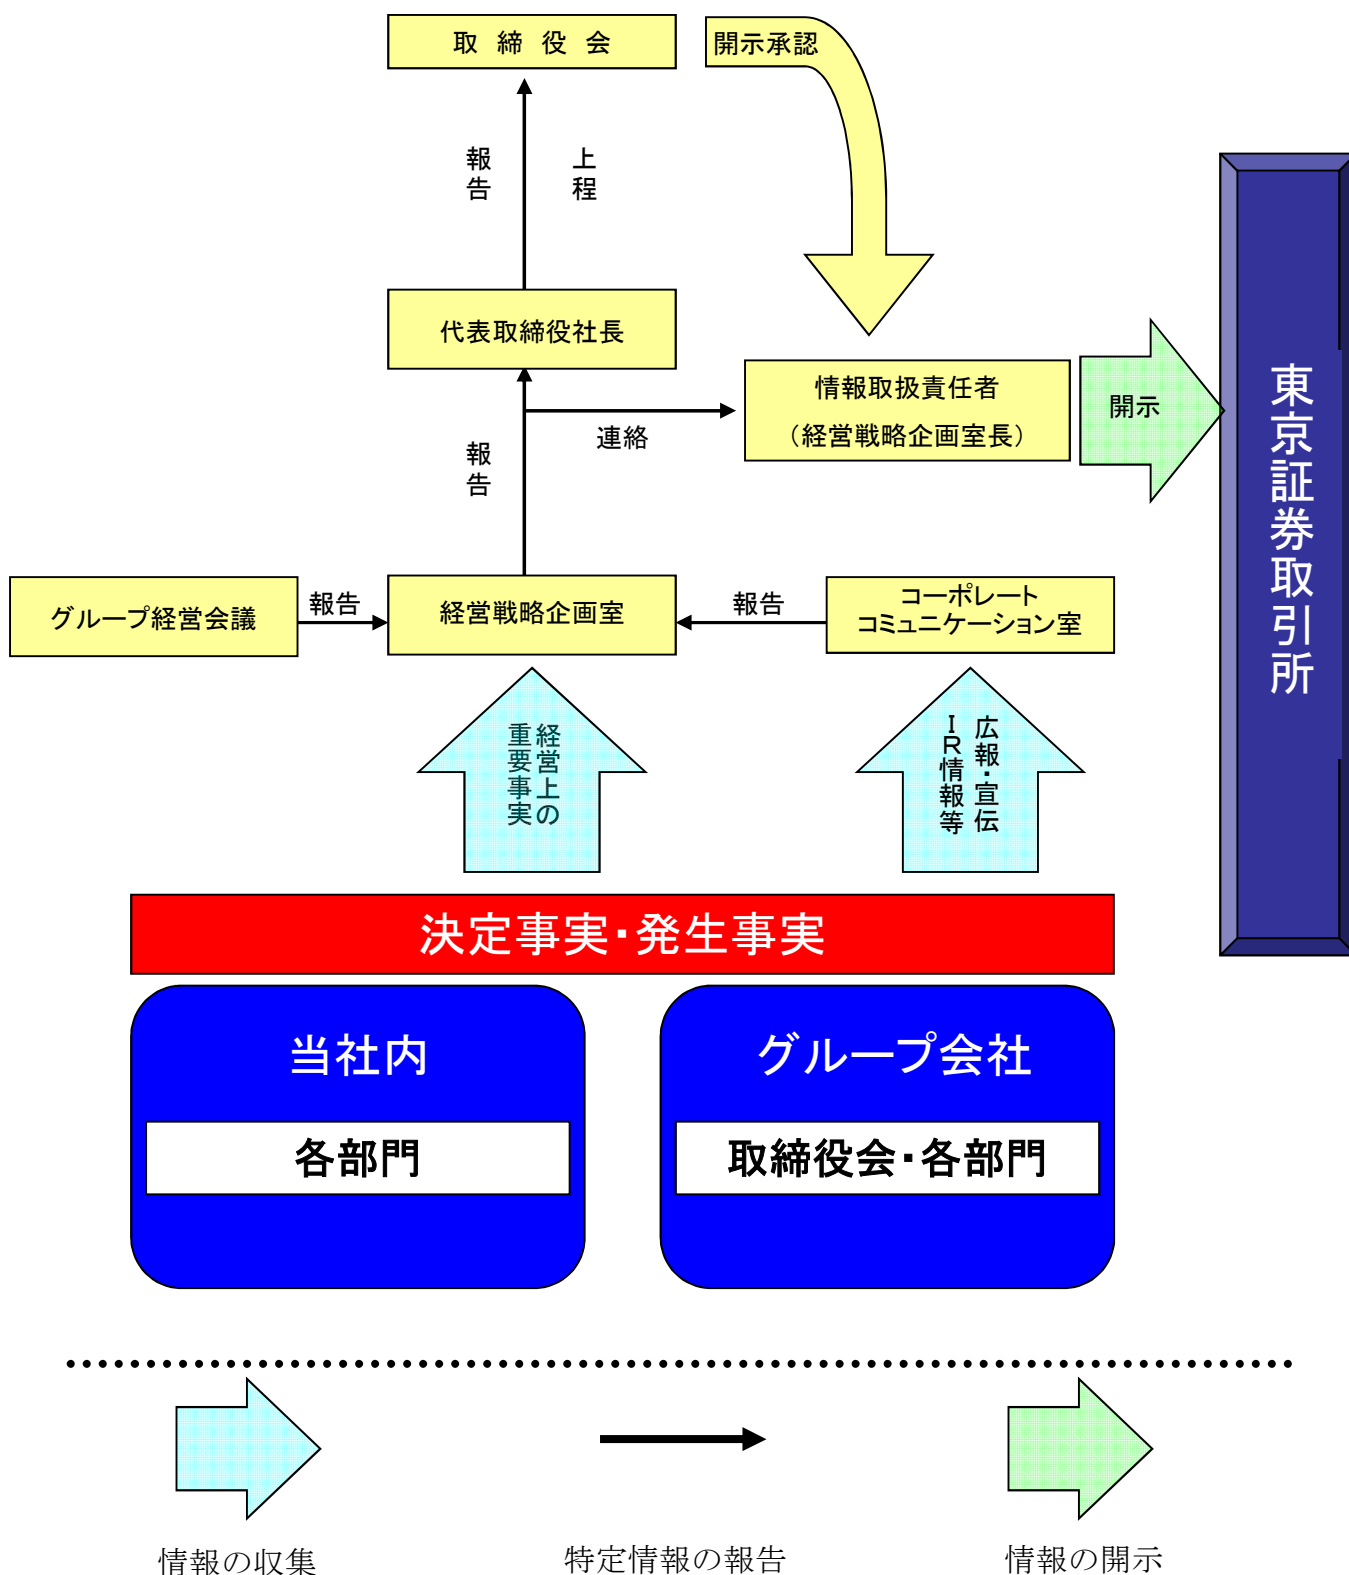 取締役会
開示承認
報告
上程
代表取締役社長
情報取扱責任者
（経営戦略企画室長）
開示
連絡
報告
東京証券取引所
グループ経営会議
報告
経営戦略企画室
報告
コーポレート
コミュニケーション室
経営上の
重要事実
広報・宣伝
ＩＲ情報等
決定事実・発生事実
当社内
グループ会社
各部門
取締役会・各部門
情報の収集
特定情報の報告
情報の開示